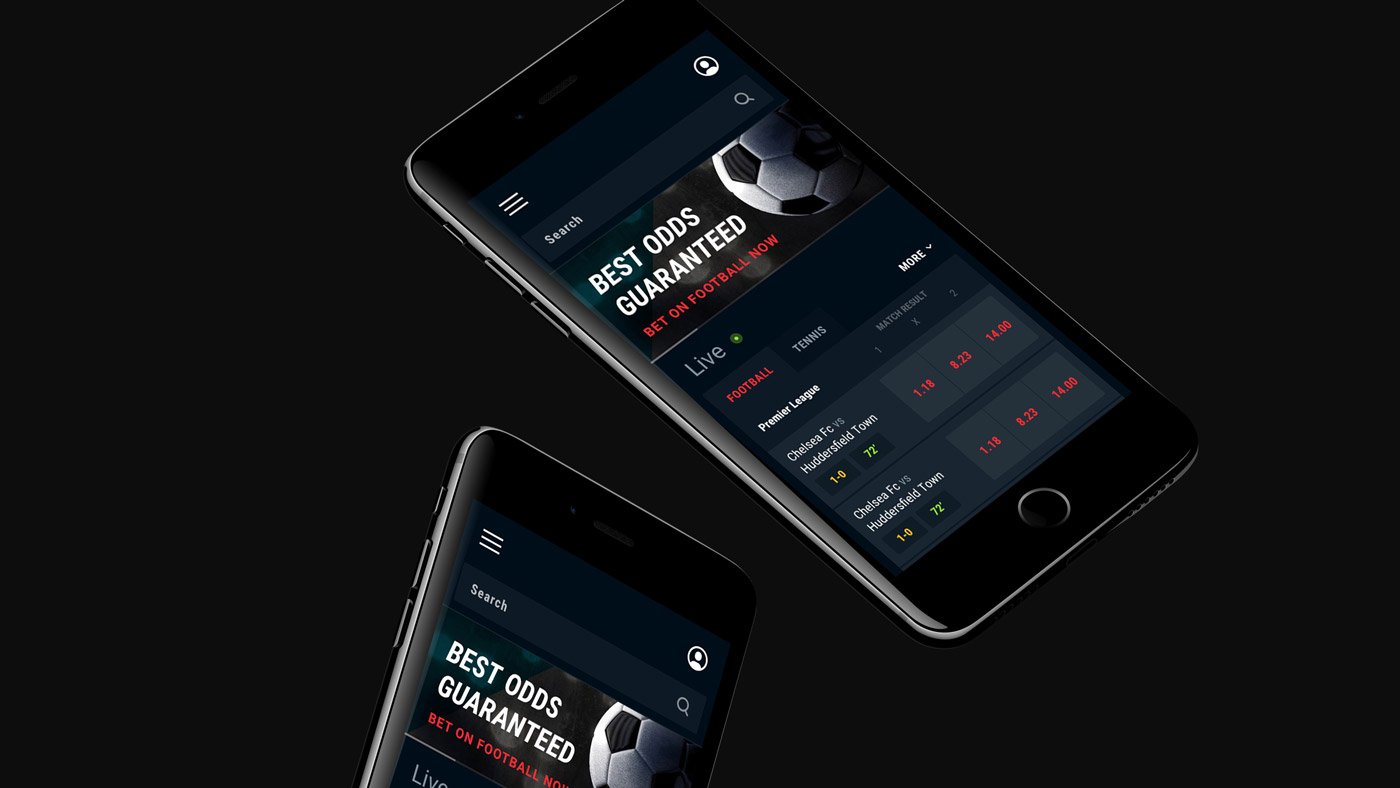 Search
BEST ODDS
GUARANTEED
BET ON FOOTBALL NOW
MORE
Live
FOOTBALL
TENNIS
MATCH RESULT
1 X 2
Premier League
Chelsea Fc vs
Huddersfield Town
1-0 72'
1.18 8.23 14.00
Chelsea Fc vs
Huddersfield Town
1-0 72'
1.18 8.23 14.00
Search
BEST ODDS
GUARANTEED
BET ON FOOTBALL NOW
Live